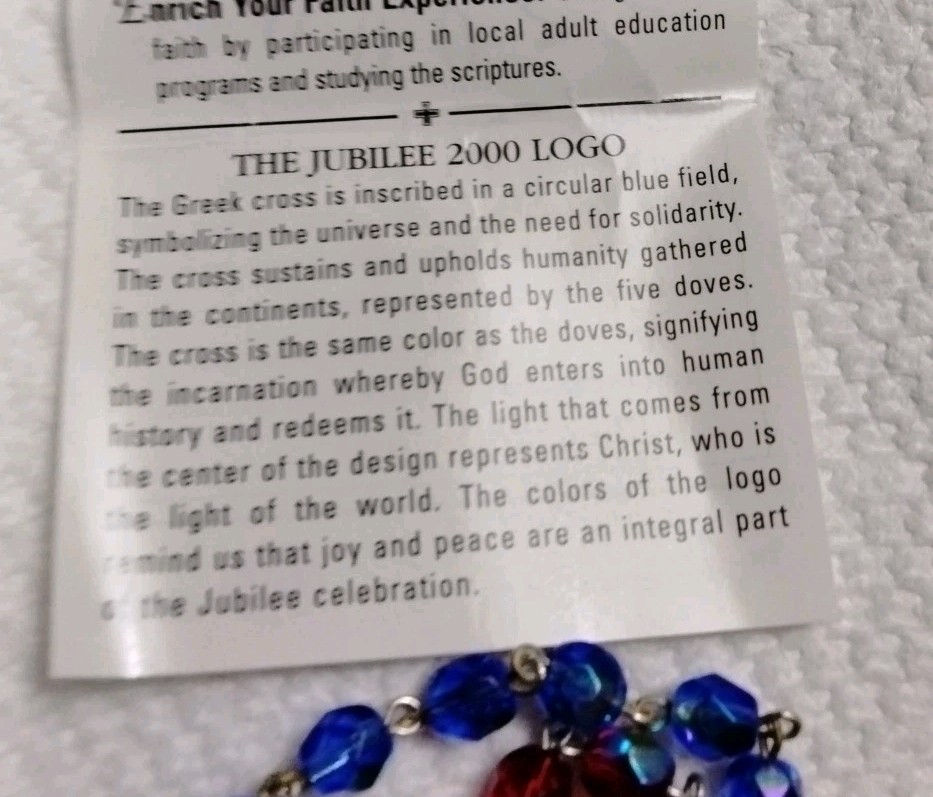 Enrich Your Faith
faith by participating in local adult education
programs and studying the scriptures.
THE JUBILEE 2000 LOGO
The Greek cross is inscribed in a circular blue field,
symbolizing the universe and the need for solidarity.
The cross sustains and upholds humanity gathered
in the continents, represented by the five doves.
The cross is the same color as the doves, signifying
the incarnation whereby God enters into human
history and redeems it. The light that comes from
the center of the design represents Christ, who is
the light of the world. The colors of the logo
remind us that joy and peace are an integral part
of the Jubilee celebration.